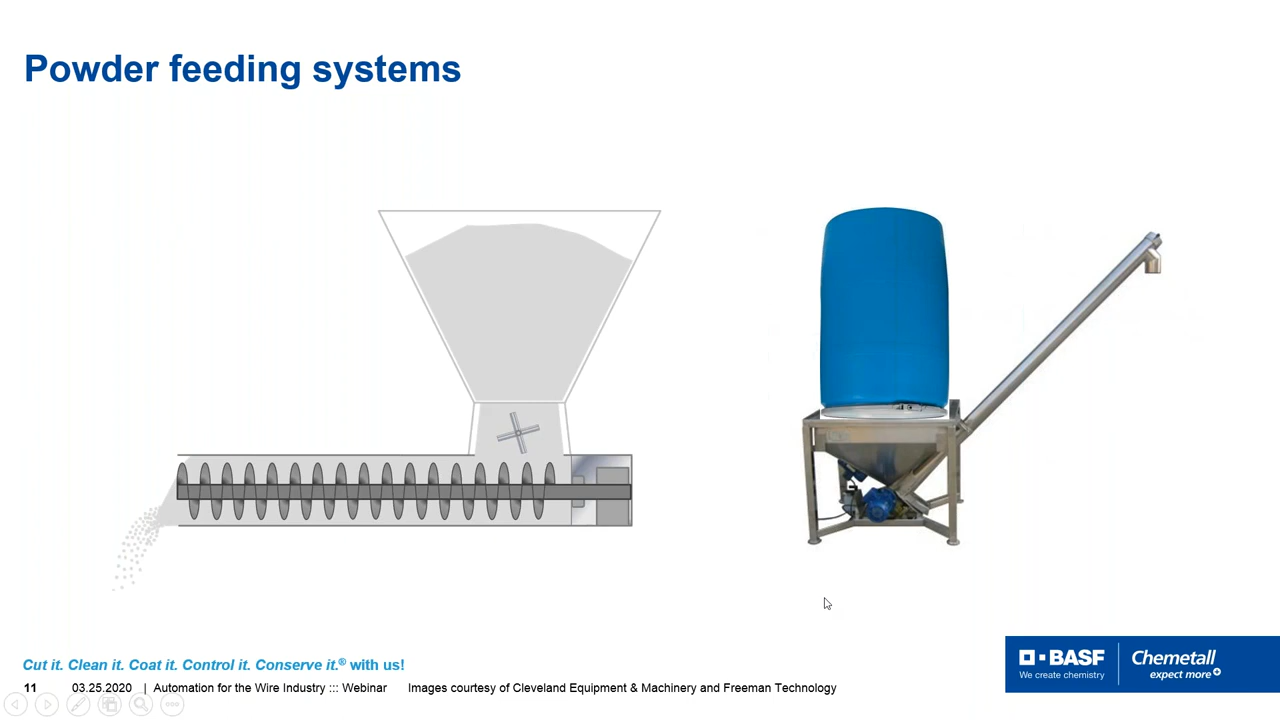 Powder feeding systems
Cut it. Clean it. Coat it. Control it. Conserve it.® with us!
11 03.25.2020 | Automation for the Wire Industry ::: Webinar Images courtesy of Cleveland Equipment & Machinery and Freeman Technology
BASF
We create chemistry
Chemetall
expect more